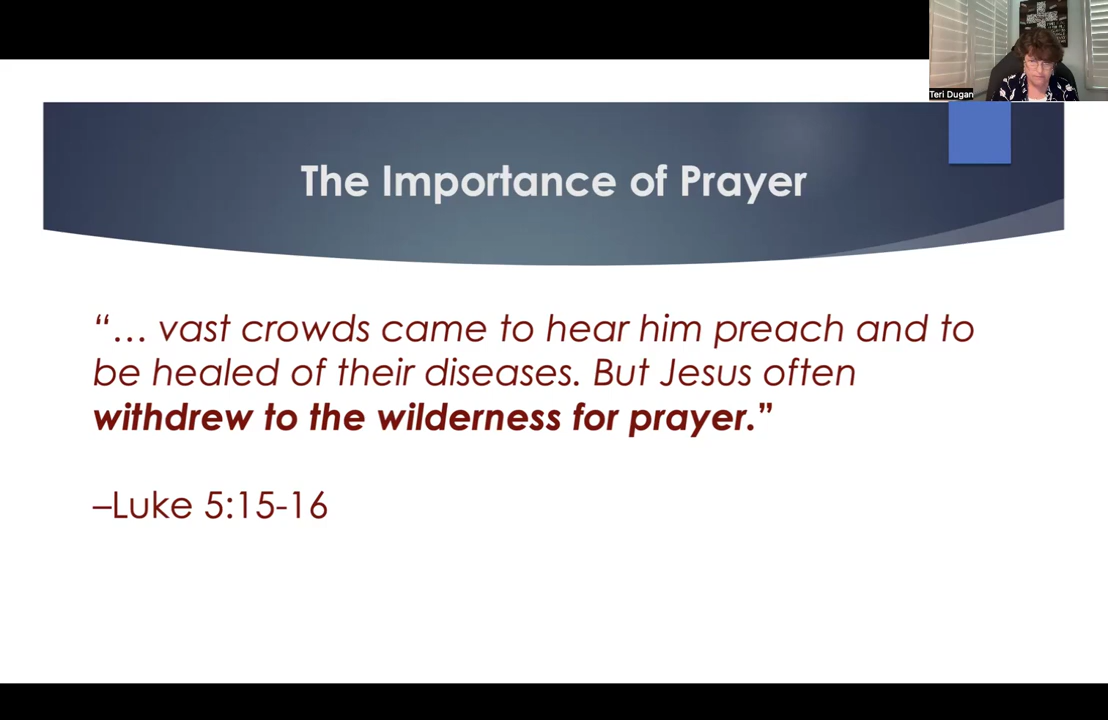 Teri Dugan
The Importance of Prayer
“… vast crowds came to hear him preach and to
be healed of their diseases. But Jesus often
withdrew to the wilderness for prayer.”
–Luke 5:15-16